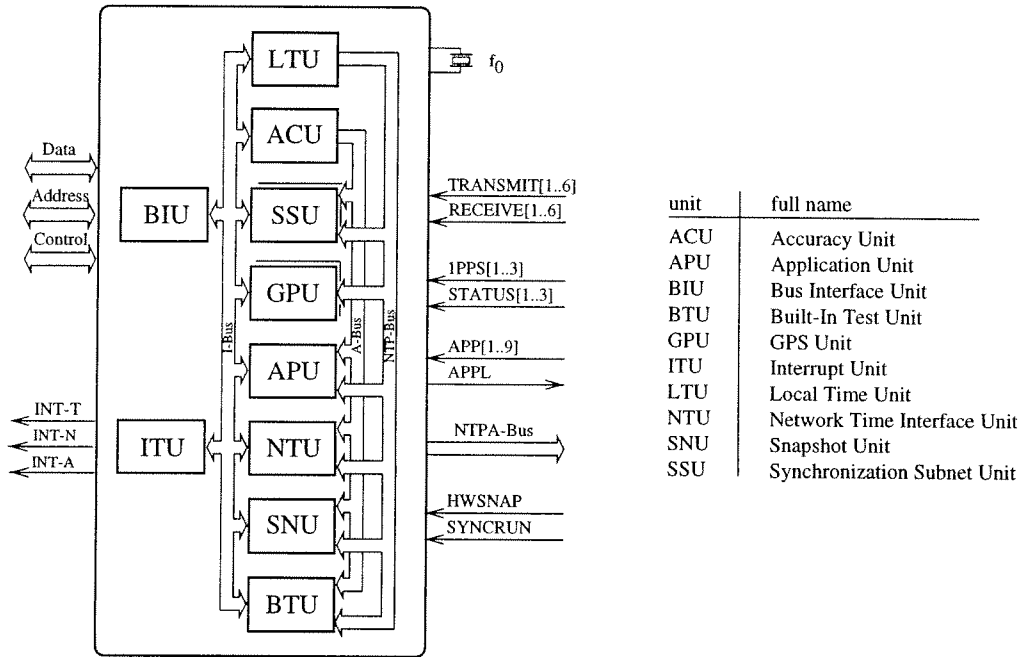 LTU
f0
ACU
Data
Address
BIU
SSU
Control
TRANSMIT[1..6]
RECEIVE[1..6]
GPU
1PPS[1..3]
STATUS[1..3]
I-Bus
A-Bus
NTP-Bus
APU
APP[1..9]
APPL
INT-T
INT-N
INT-A
ITU
NTU
NTPA-Bus
SNU
HWSNAP
SYNCRUN
BTU
unit full name
ACU Accuracy Unit
APU Application Unit
BIU Bus Interface Unit
BTU Built-In Test Unit
GPU GPS Unit
ITU Interrupt Unit
LTU Local Time Unit
NTU Network Time Interface Unit
SNU Snapshot Unit
SSU Synchronization Subnet Unit